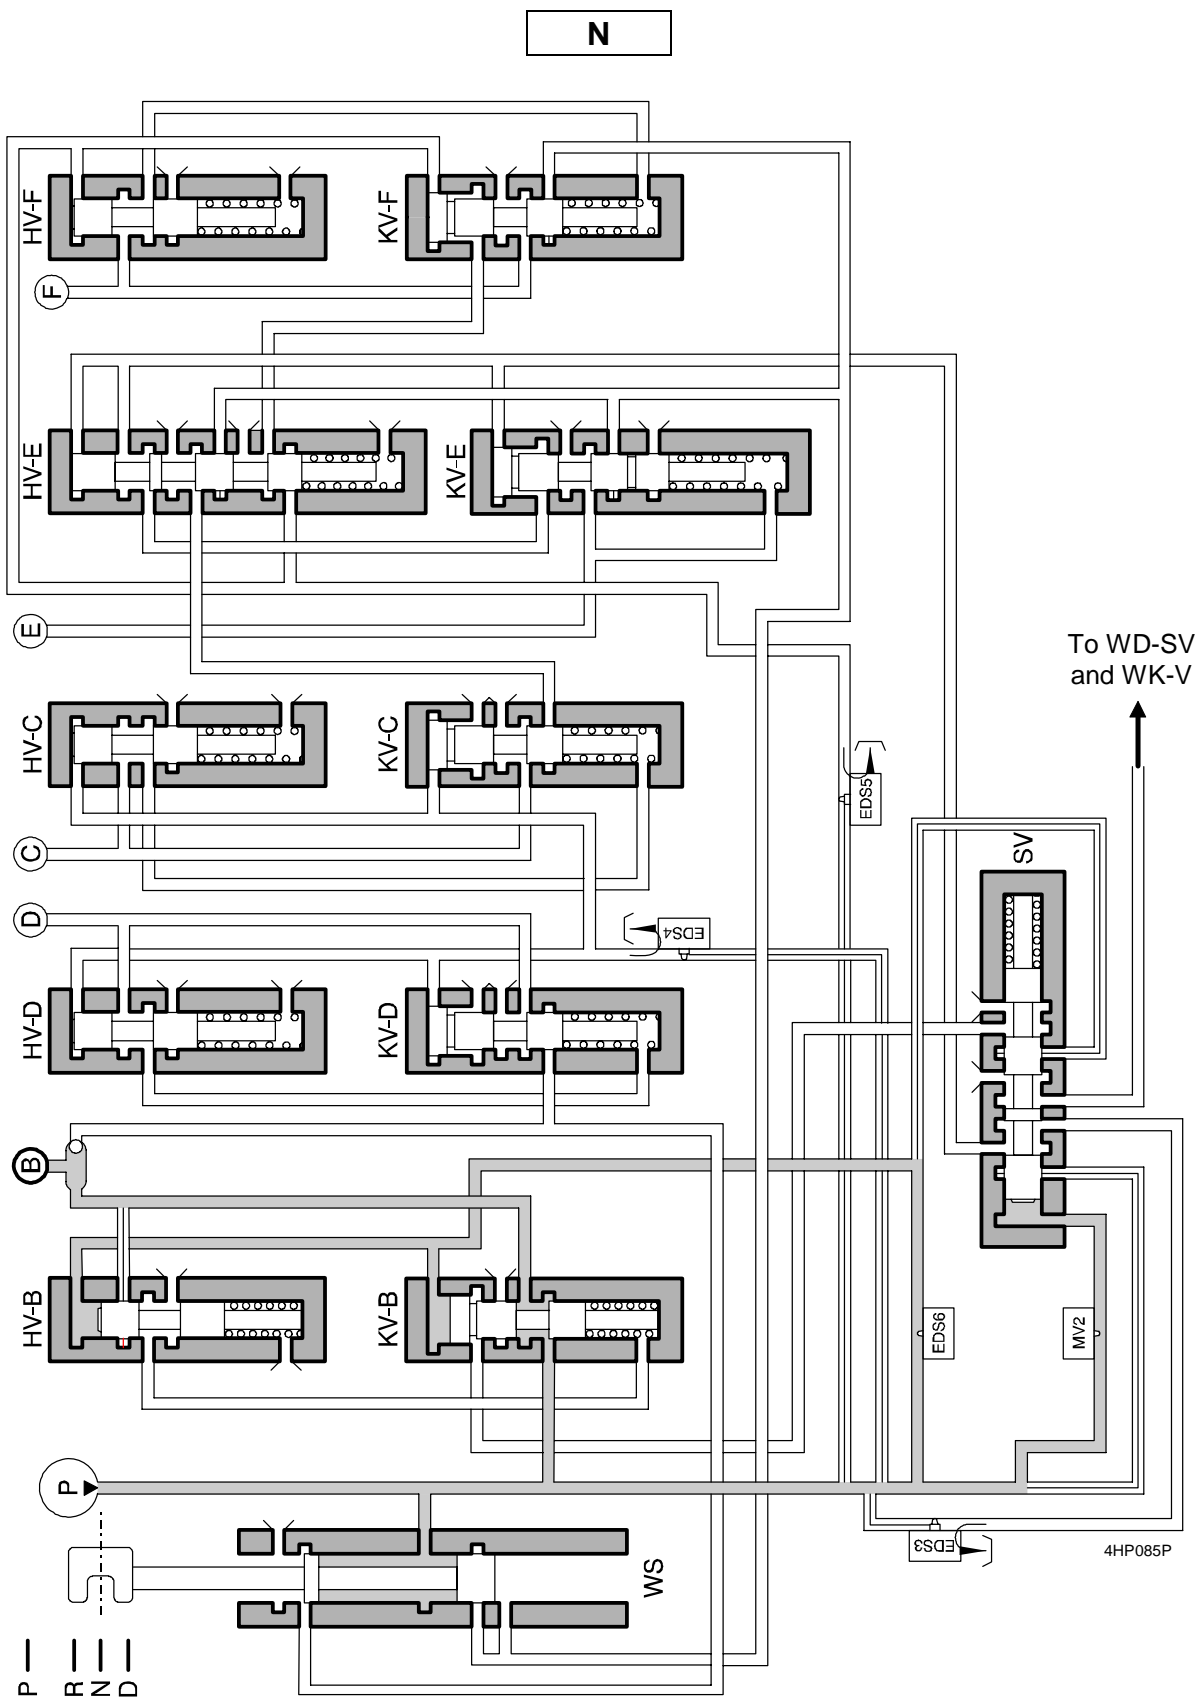 N
HV-F
KV-F
F
HV-E
KV-E
E
To WD-SV
and WK-V
HV-C
KV-C
EDS5
C
SV
D
EDS4
HV-D
KV-D
B
HV-B
KV-B
EDS6
MV2
P
EDS3
4HP085P
WS
P
R
N
D